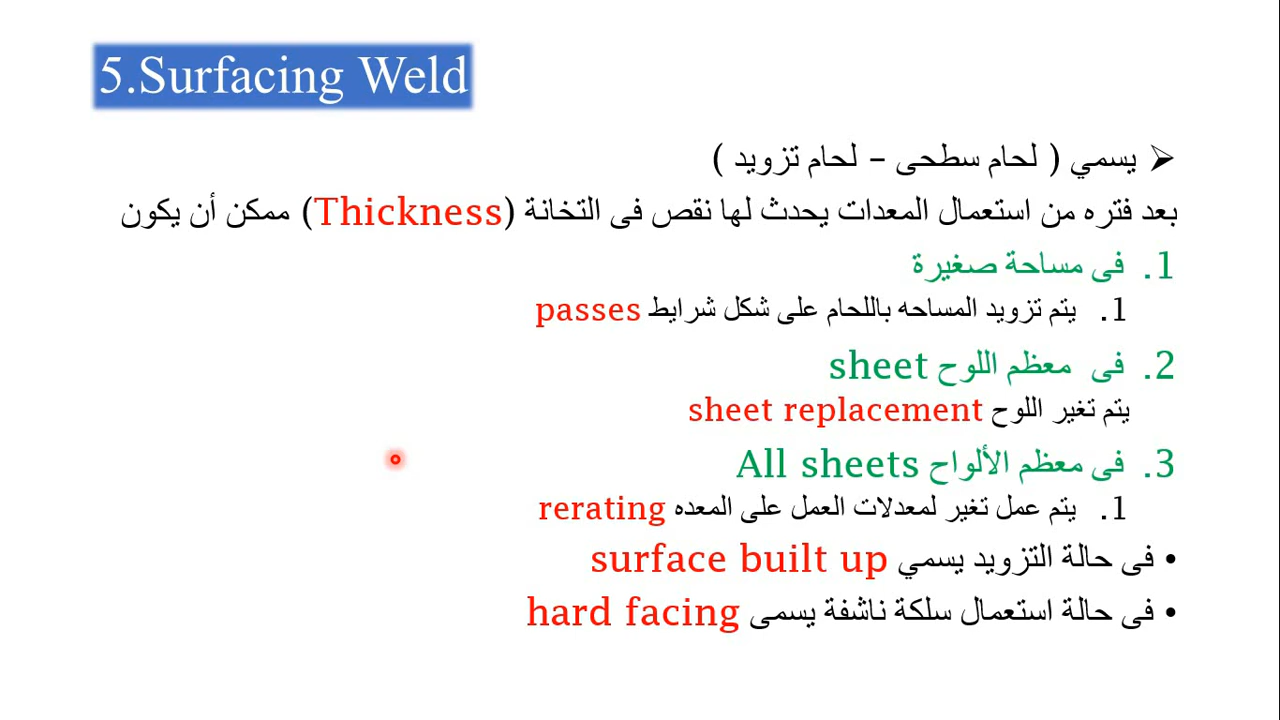 5.Surfacing Weld
➢ يسمي ( لحام سطحى – لحام تزويد )
بعد فتره من استعمال المعدات يحدث لها نقص فى التخانة (Thickness) ممكن أن يكون
1. فى مساحة صغيرة
1. يتم تزويد المساحه باللحام على شكل شرايط passes
2. فى معظم اللوح sheet
يتم تغير اللوح sheet replacement
3. فى معظم الألواح All sheets
1. يتم عمل تغير لمعدلات العمل على المعده rerating
• فى حالة التزويد يسمي surface built up
• فى حالة استعمال سلكة ناشفة يسمى hard facing